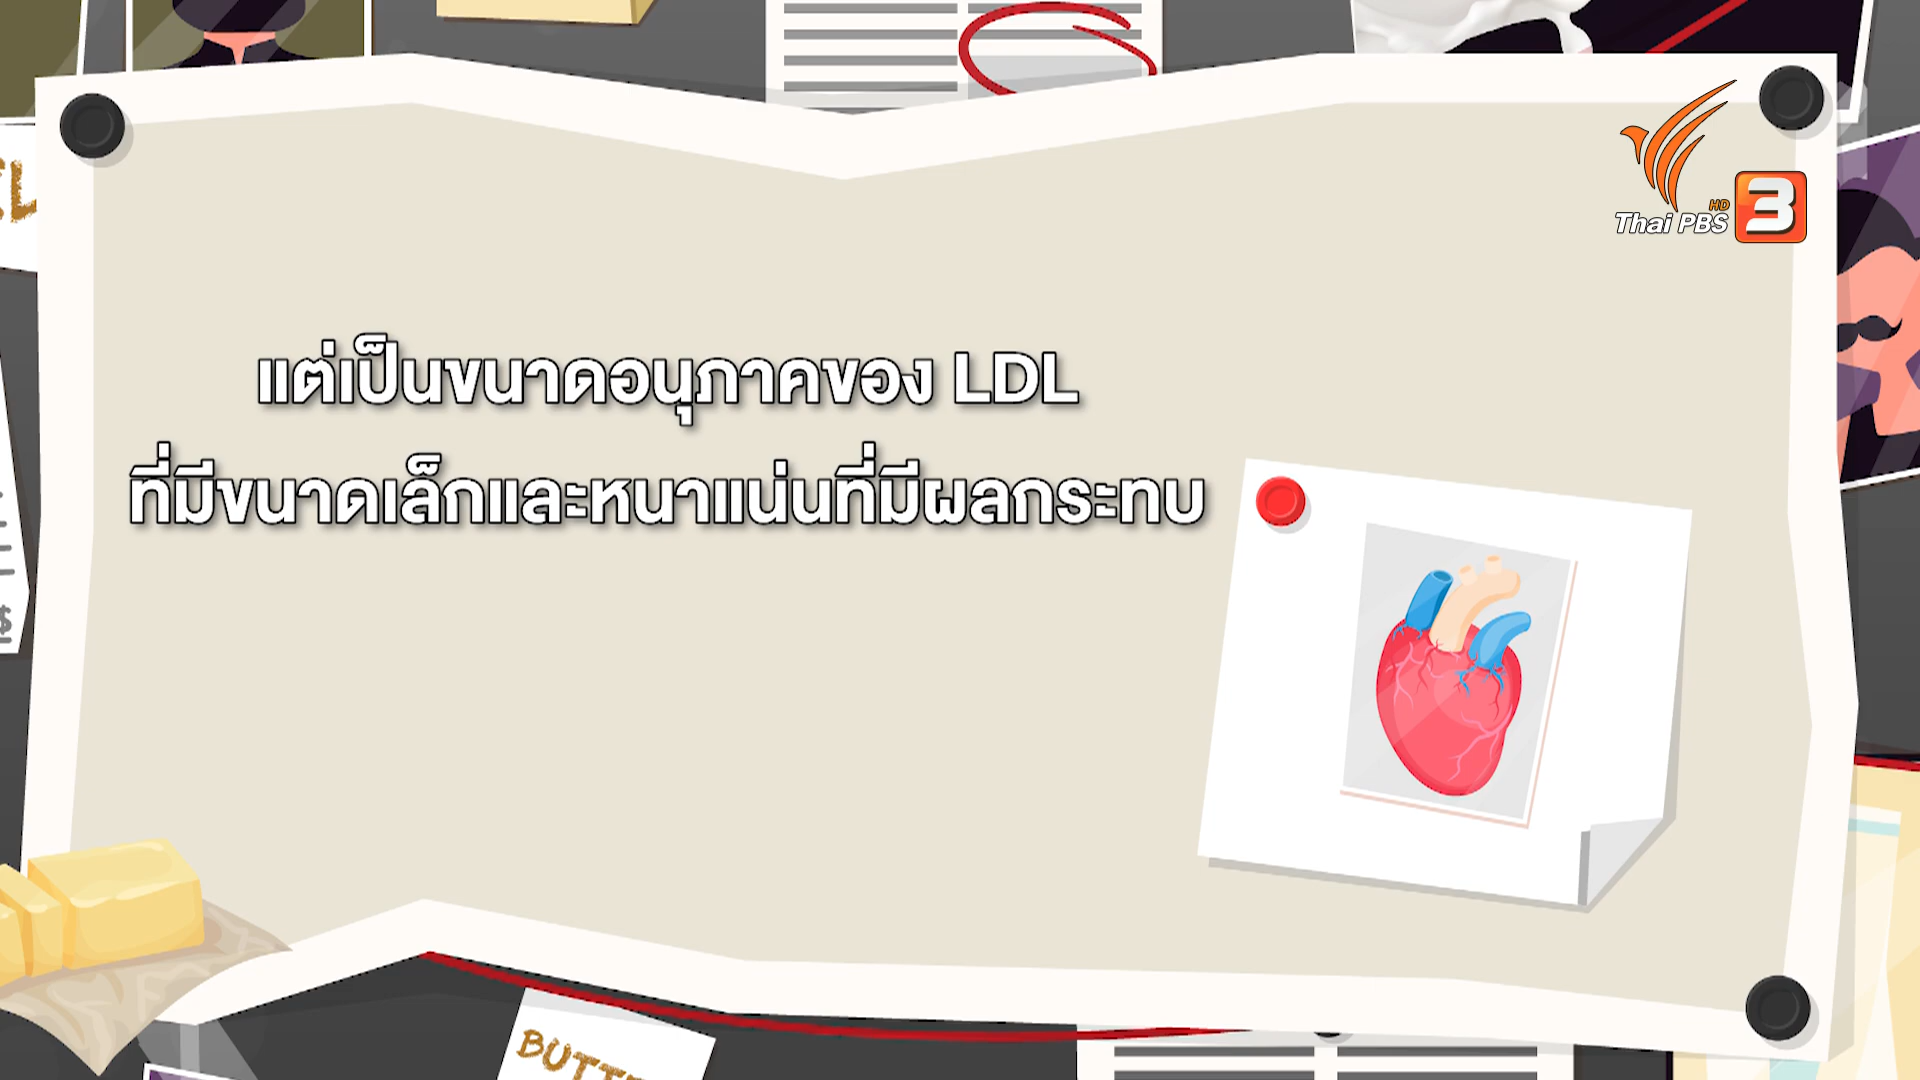 HD
Thai PBS 3
แต่เป็นขนาดอนุภาคของ LDL
ที่มีขนาดเล็กและหนาแน่นที่มีผลกระทบ
$